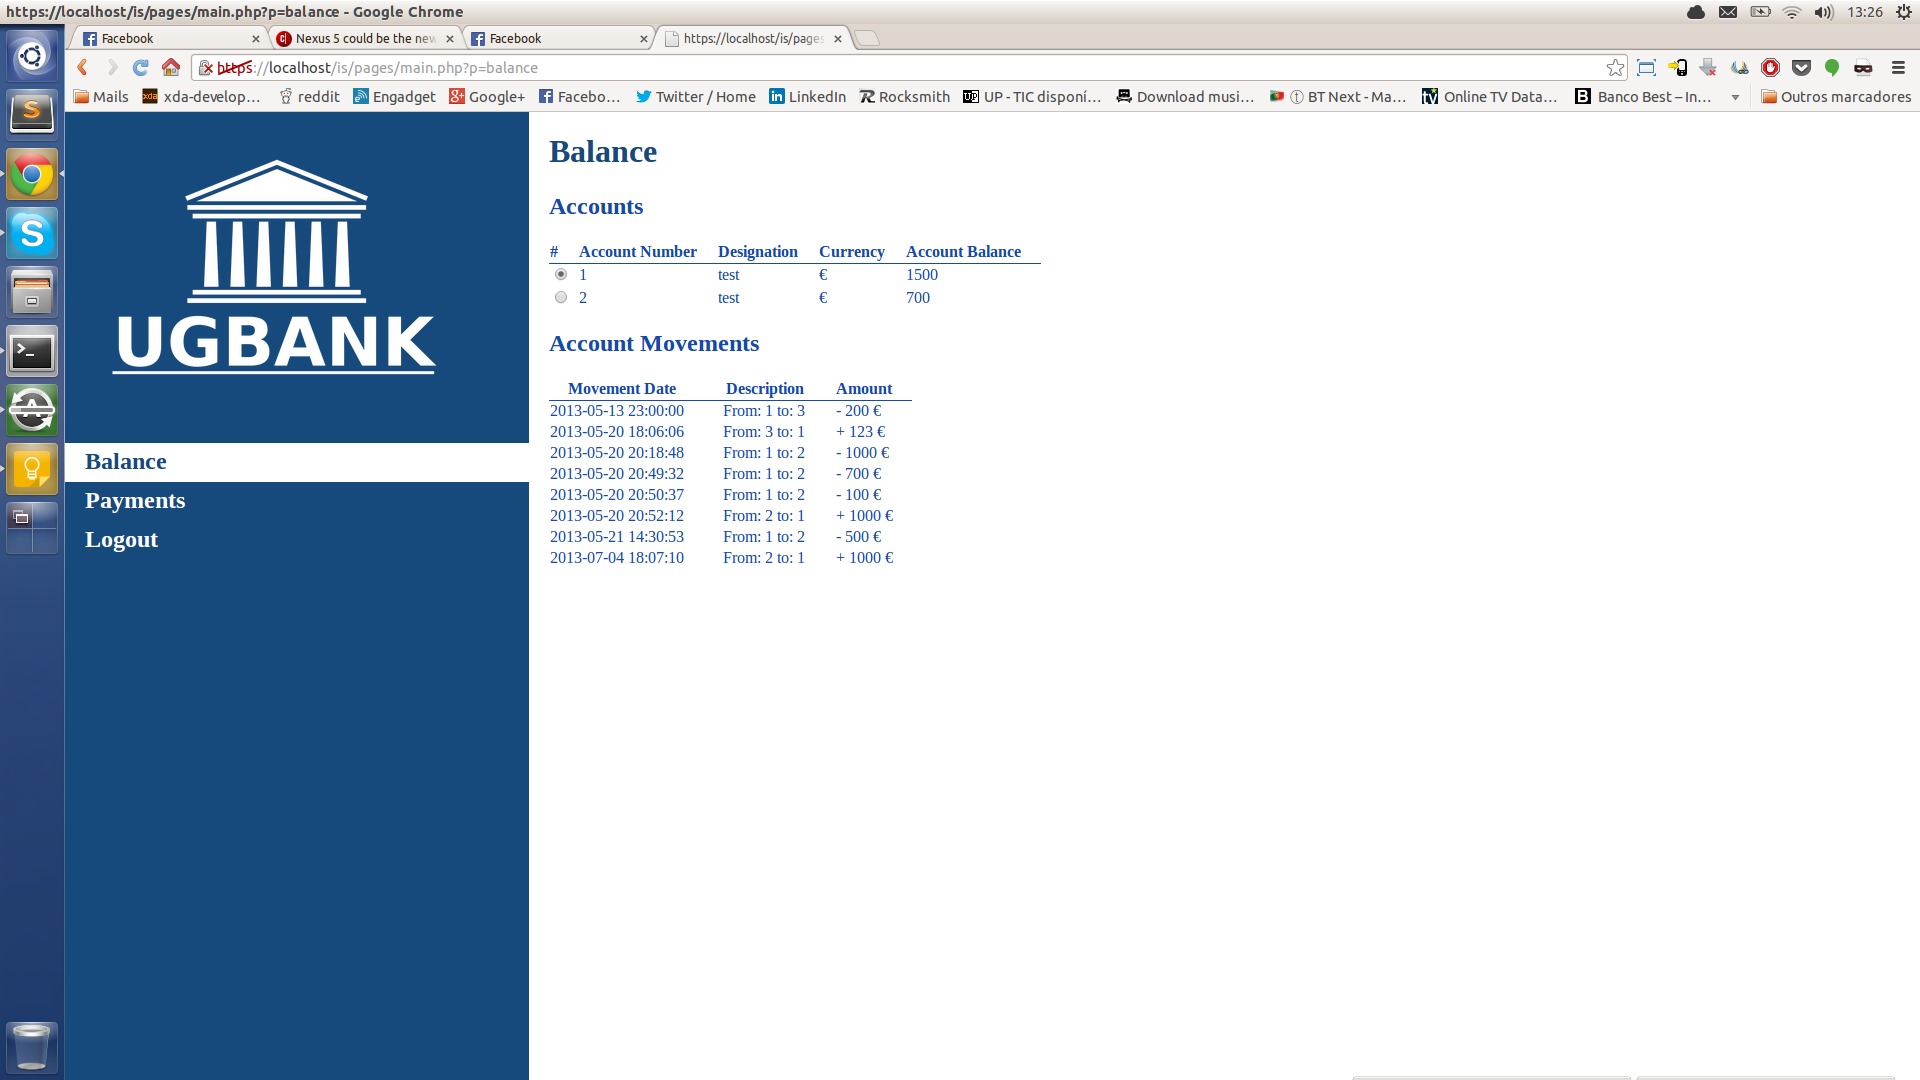 https://localhost/is/pages/main.php?p=balance - Google Chrome
13:26
Facebook
Nexus 5 could be the new
Facebook
https://localhost/is/pages
https://localhost/is/pages/main.php?p=balance
Mails
xda-develop...
reddit
Engadget
Google+
Facebo...
Twitter / Home
LinkedIn
Rocksmith
UP - TIC disponí...
Download musi...
BT Next - Ma...
Online TV Data...
Banco Best – In...
Outros marcadores
UGBANK
Balance
Payments
Logout
Balance
Accounts
# Account Number Designation Currency Account Balance
1 test € 1500
2 test € 700
Account Movements
Movement Date Description Amount
2013-05-13 23:00:00 From: 1 to: 3 - 200 €
2013-05-20 18:06:06 From: 3 to: 1 + 123 €
2013-05-20 20:18:48 From: 1 to: 2 - 1000 €
2013-05-20 20:49:32 From: 1 to: 2 - 700 €
2013-05-20 20:50:37 From: 1 to: 2 - 100 €
2013-05-20 20:52:12 From: 2 to: 1 + 1000 €
2013-05-21 14:30:53 From: 1 to: 2 - 500 €
2013-07-04 18:07:10 From: 2 to: 1 + 1000 €